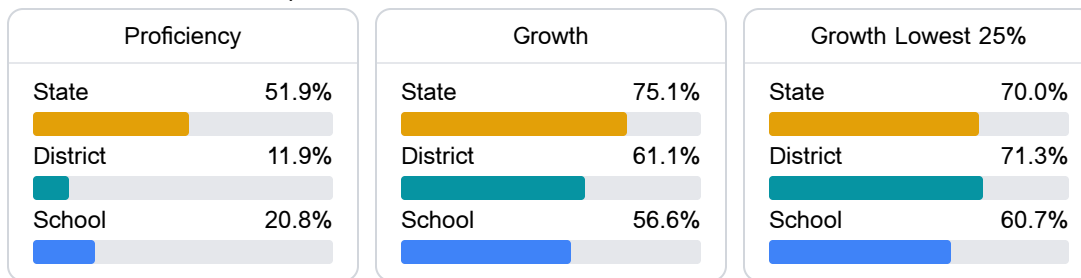 Proficiency
State 51.9%
District 11.9%
School 20.8%
Growth
State 75.1%
District 61.1%
School 56.6%
Growth Lowest 25%
State 70.0%
District 71.3%
School 60.7%